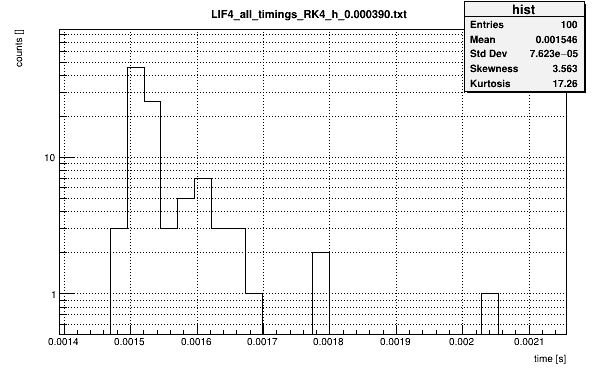 LIF4_all_timings_RK4_h_0.000390.txt
hist
Entries 100
Mean 0.001546
Std Dev 7.623e−05
Skewness 3.563
Kurtosis 17.26
counts []
10
1
0.0014 0.0015 0.0016 0.0017 0.0018 0.0019 0.002 0.0021
time [s]